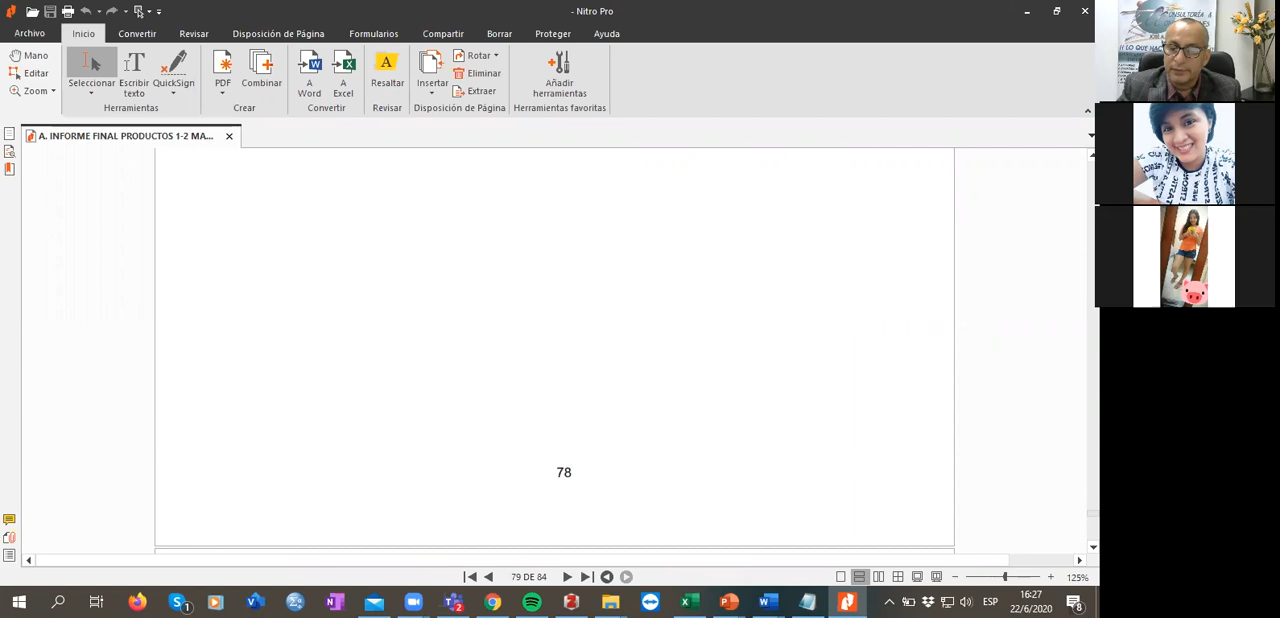 - Nitro Pro
Archivo
Inicio
Convertir
Revisar
Disposición de Página
Formularios
Compartir
Borrar
Proteger
Ayuda
Mano
Editar
Zoom
Seleccionar
Escribir texto
QuickSign
Herramientas
PDF
Combinar
Crear
A Word
A Excel
Convertir
Resaltar
Revisar
Insertar
Rotar
Eliminar
Extraer
Disposición de Página
Añadir herramientas
Herramientas favoritas
A. INFORME FINAL PRODUCTOS 1-2 MA...
78
79 DE 84
125%
ESP
16:27
22/6/2020
1
2
8